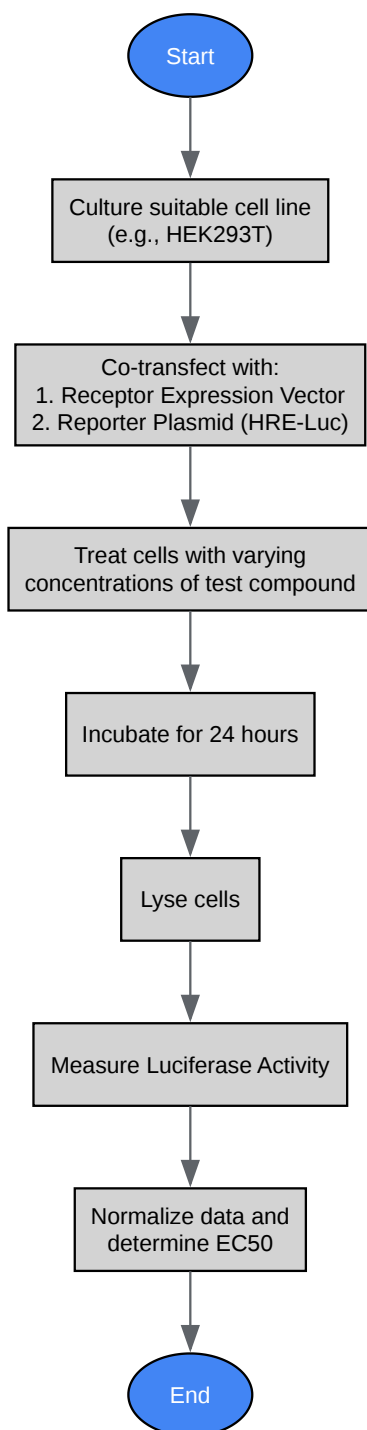 Start
Culture suitable cell line
(e.g., HEK293T)
Co-transfect with:
1. Receptor Expression Vector
2. Reporter Plasmid (HRE-Luc)
Treat cells with varying
concentrations of test compound
Incubate for 24 hours
Lyse cells
Measure Luciferase Activity
Normalize data and
determine EC50
End